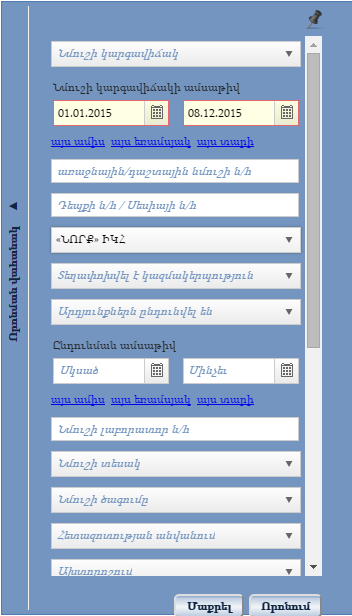 Նմուշի կարգավիճակ
Նմուշի կարգավիճակի ամսաթիվ
01.01.2015 08.12.2015
այս ամիս այս եռամսյակ այս տարի
առաջնային/դաշտային նմուշի ն/հ
Դեպքի ն/հ / Սեսիայի ն/հ
«ՆՈՐՔ» ԻԿՀ
Տեղափոխվել է կազմակերպություն
Արդյունքներն ընդունվել են
Ընդունման ամսաթիվ
Սկսած Մինչեւ
այս ամիս այս եռամսյակ այս տարի
Նմուշի լաբորատոր ն/հ
Նմուշի տեսակ
Նմուշի ծագումը
Հետազոտության անվանում
Ախտորոշում
Մաքրել Որոնում
Որոնման վահանակ